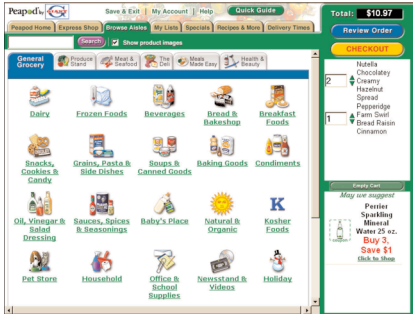 Peapod by GIANT
Save & Exit | My Account | Help
Quick Guide
Peapod Home
Express Shop
Browse Aisles
My Lists
Specials
Recipes & More
Delivery Times
Search
Show product images
General Grocery
Produce Stand
Meat & Seafood
The Deli
Meals Made Easy
Health & Beauty
Dairy
Frozen Foods
Beverages
Bread & Bakeshop
Breakfast Foods
Snacks, Cookies & Candy
Grains, Pasta & Side Dishes
Soups & Canned Goods
Baking Goods
Condiments
Oil, Vinegar & Salad Dressing
Sauces, Spices & Seasonings
Baby's Place
Natural & Organic
K
Kosher Foods
Pet Store
Household
Office & School Supplies
Newsstand & Videos
Holiday
Total: $10.97
Review Order
CHECKOUT
2
Nutella
Chocolatey
Creamy
Hazelnut
Spread
1
Pepperidge
Farm Swirl
Bread Raisin
Cinnamon
Empty Cart
May we suggest
Perrier
Sparkling
Mineral
Water 25 oz.
Buy 3,
Save $1
Click to Shop